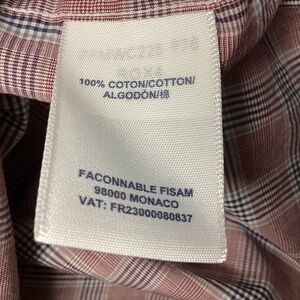 100% COTON/COTTON/
ALGODÓN/棉
FACONNABLE FISAM
98000 MONACO
VAT: FR23000080837